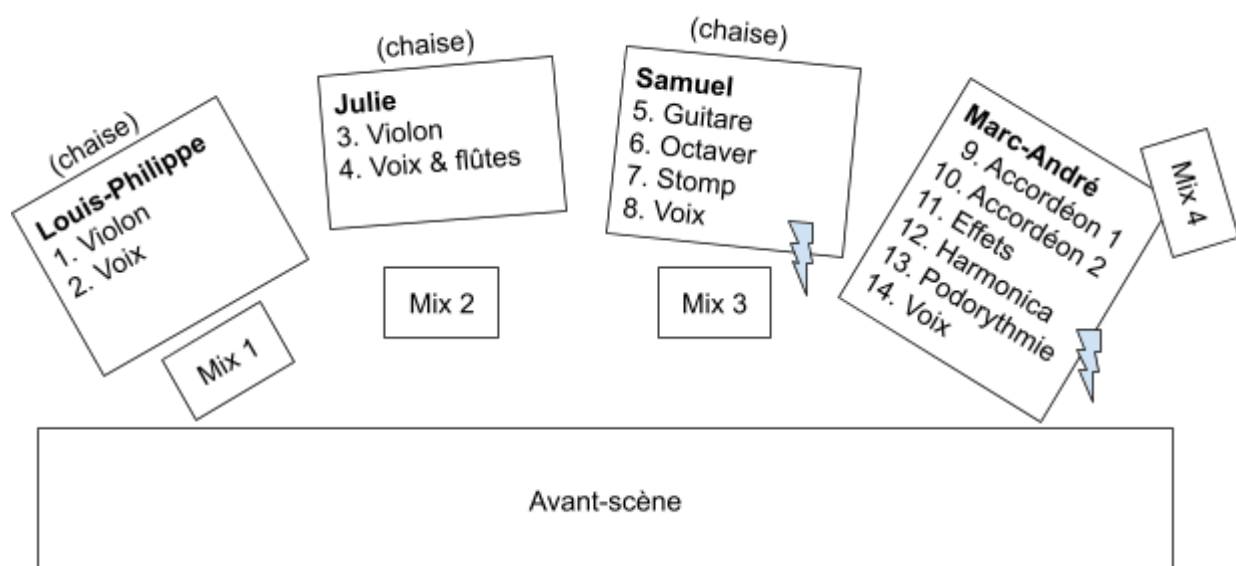 (chaise)
Louis-Philippe
1. Violon
2. Voix
Mix 1
(chaise)
Julie
3. Violon
4. Voix & flûtes
Mix 2
(chaise)
Samuel
5. Guitare
6. Octaver
7. Stomp
8. Voix
Mix 3
Marc-André
9. Accordéon 1
10. Accordéon 2
11. Effets
12. Harmonica
13. Podorythmie
14. Voix
Mix 4
Avant-scène